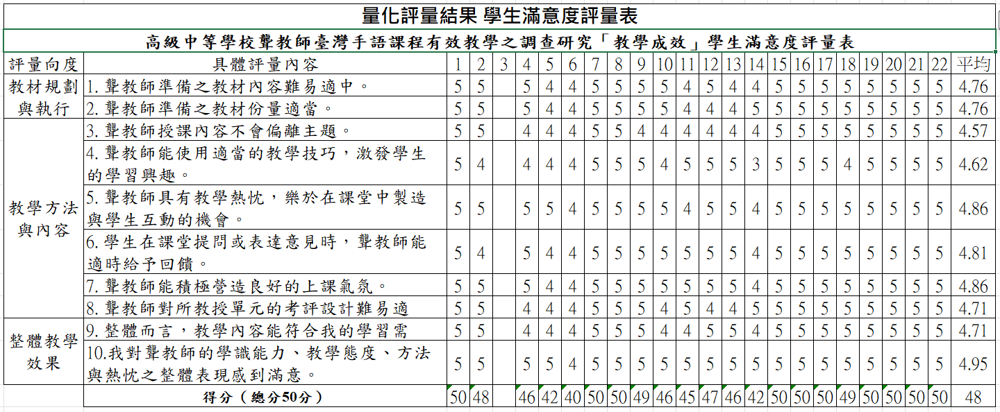 量化評量結果 學生滿意度評量表
高級中等學校聾教師臺灣手語課程有效教學之調查研究「教學成效」學生滿意度評量表
評量向度 具體評量內容 1 2 3 4 5 6 7 8 9 10 11 12 13 14 15 16 17 18 19 20 21 22 平均
教材規劃與執行
1. 聾教師準備之教材內容難易適中。 5 5 5 4 4 5 5 5 5 4 5 4 4 5 5 5 5 5 5 5 5 4.76
2. 聾教師準備之教材份量適當。 5 5 5 4 4 5 5 5 5 4 4 4 5 5 5 5 5 5 5 5 5 4.76
教學方法與內容
3. 聾教師授課內容不會偏離主題。 5 5 4 4 4 5 5 4 4 4 4 4 4 5 5 5 5 5 5 5 5 4.57
4. 聾教師能使用適當的教學技巧，激發學生
的學習興趣。 5 4 4 4 4 5 5 5 4 5 5 5 3 5 5 5 4 5 5 5 5 4.62
5. 聾教師具有教學熱忱，樂於在課堂中製造
與學生互動的機會。 5 5 5 5 4 5 5 5 5 4 5 5 4 5 5 5 5 5 5 5 5 4.86
6. 學生在課堂提問或表達意見時，聾教師能
適時給予回饋。 5 4 5 4 4 5 5 5 5 5 5 5 4 5 5 5 5 5 5 5 5 4.81
7. 聾教師能積極營造良好的上課氣氛。 5 5 5 4 4 5 5 5 5 5 5 5 4 5 5 5 5 5 5 5 5 4.86
8. 聾教師對所教授單元的考評設計難易適 5 5 4 4 4 5 5 5 4 5 4 4 5 5 5 5 5 5 5 5 5 4.71
整體教學效果
9. 整體而言，教學內容能符合我的學習需 5 5 4 4 4 5 5 5 4 4 5 5 4 5 5 5 5 5 5 5 5 4.71
10.我對聾教師的學識能力、教學態度、方法
與熱忱之整體表現感到滿意。 5 5 5 5 4 5 5 5 5 5 5 5 5 5 5 5 5 5 5 5 5 4.95
得分（總分50分） 50 48 46 42 40 50 50 49 46 45 47 46 42 50 50 50 49 50 50 50 50 48